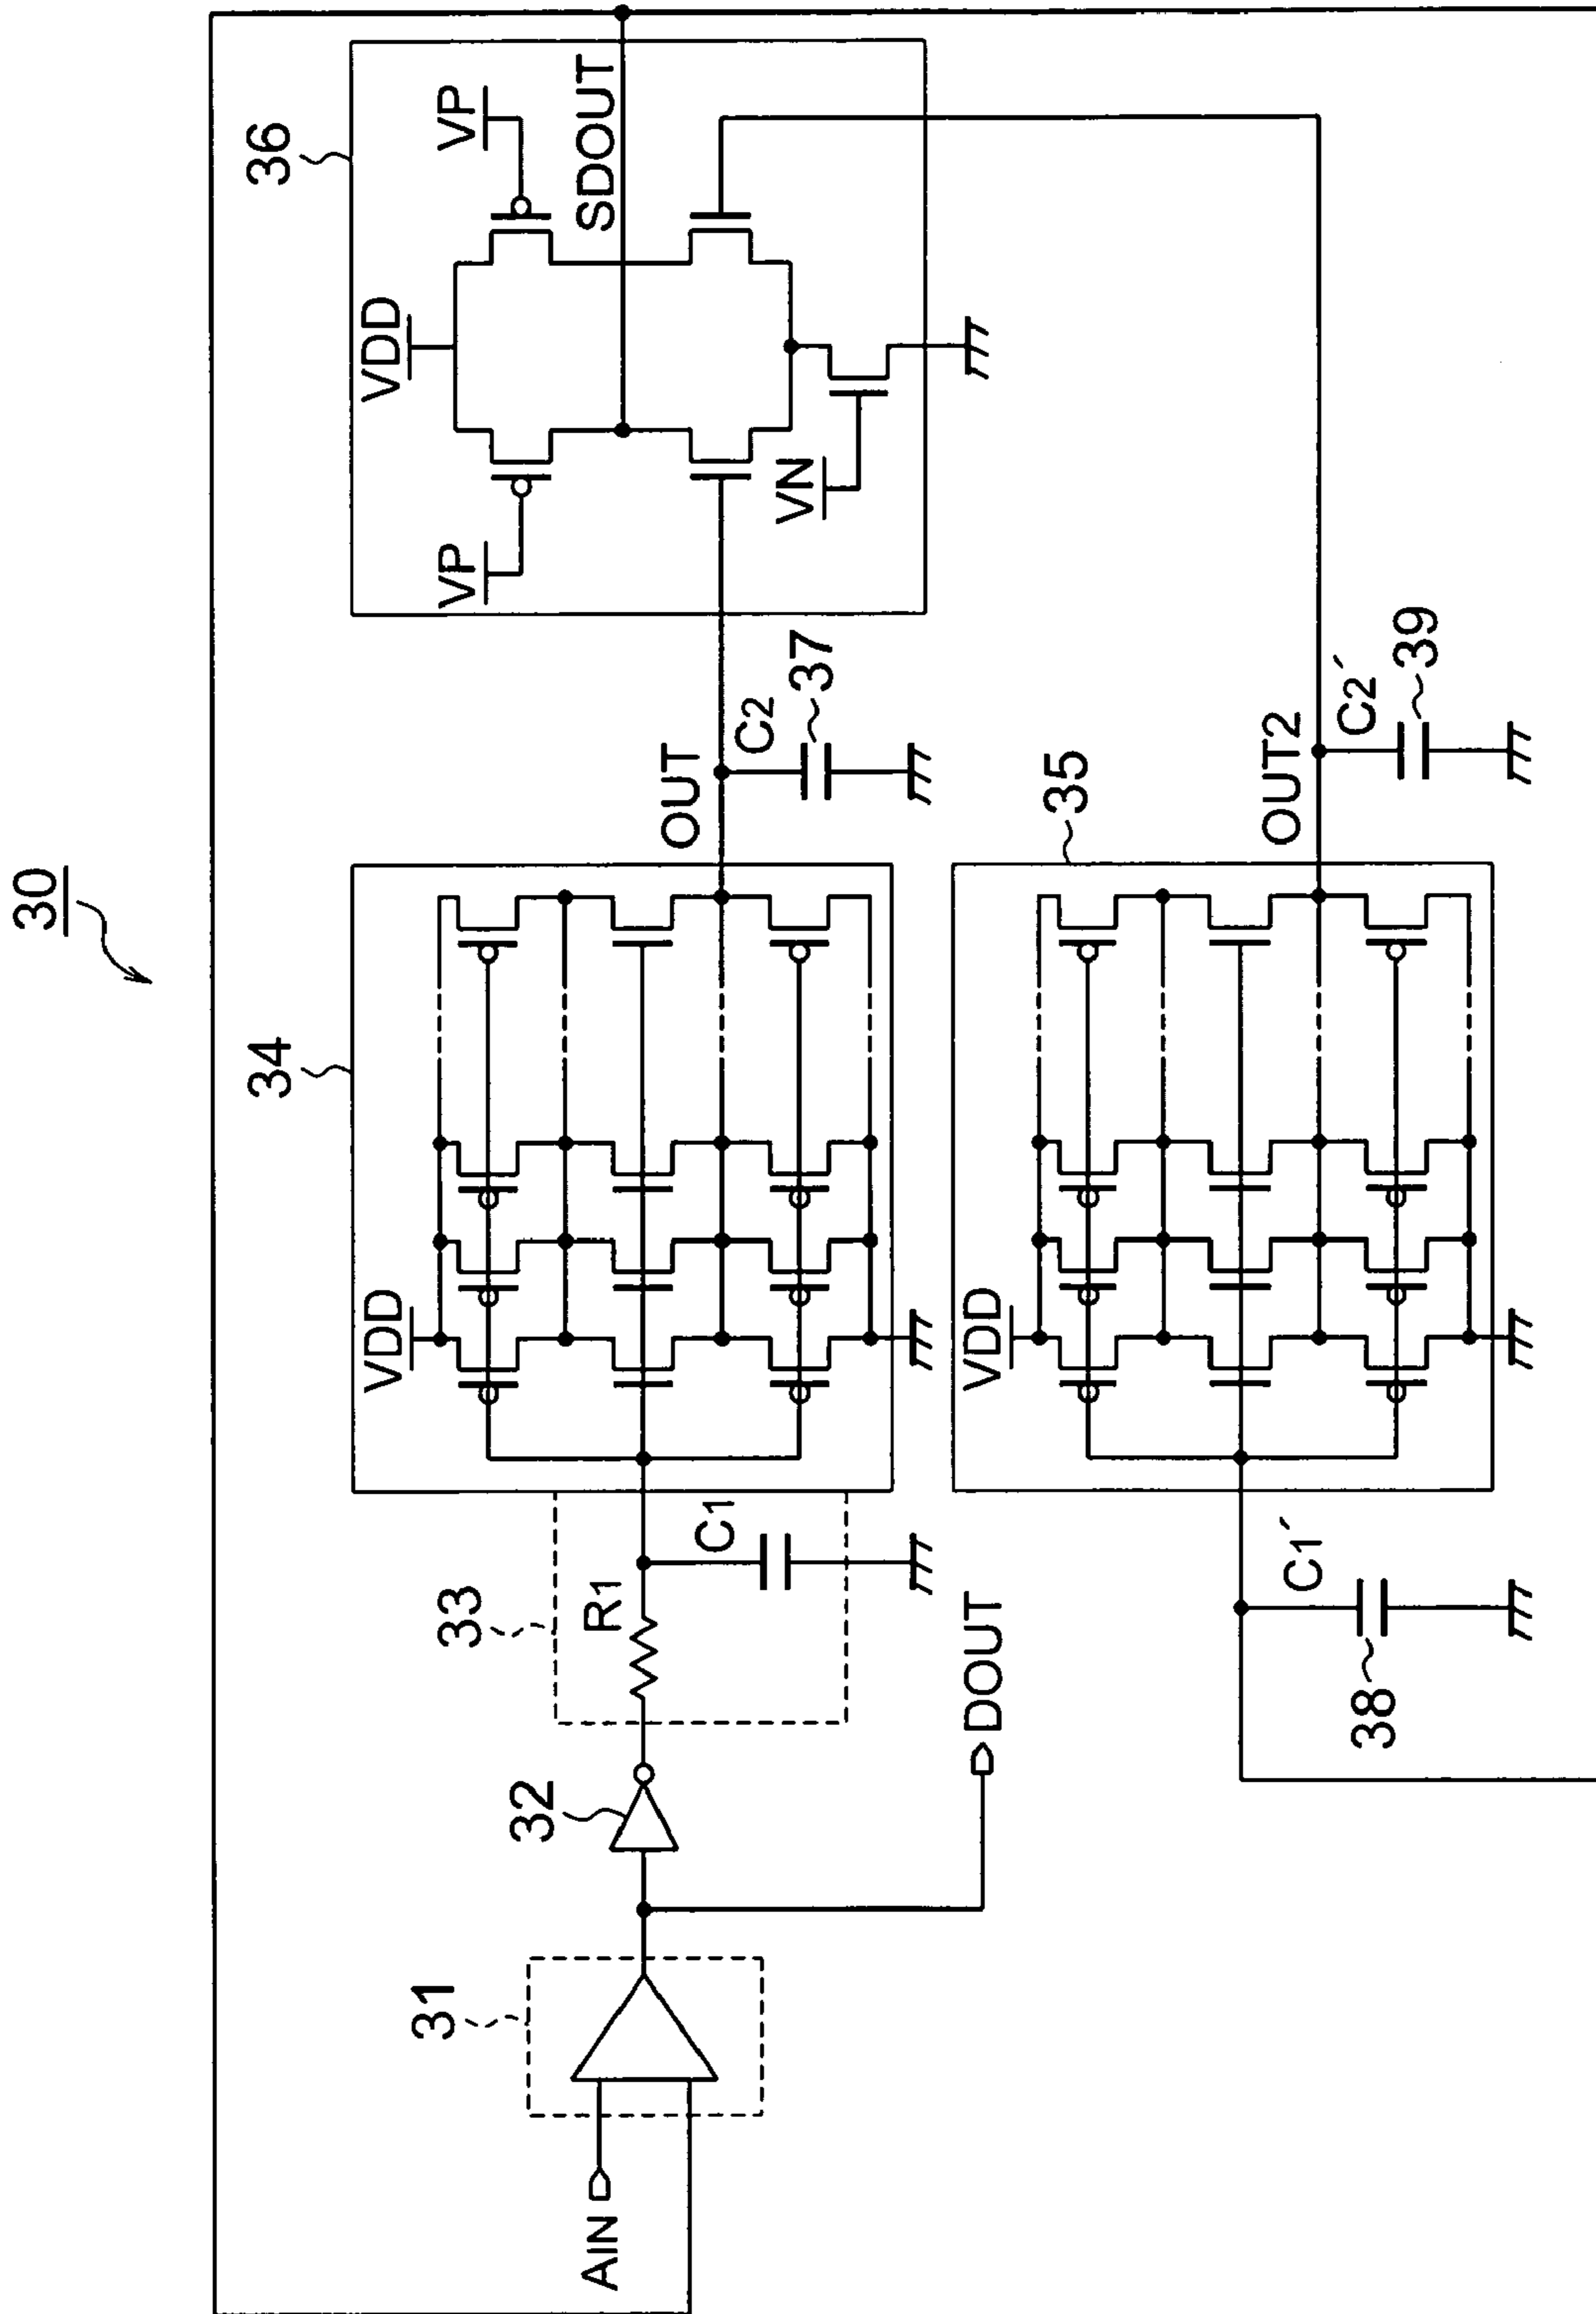 30
36
VP
VDD
VP
SDOUT
VN
34
VDD
OUT
C2
37
33
R1
C1
32
31
AIN
DOUT
35
VDD
OUT2
C2´
39
C1´
38